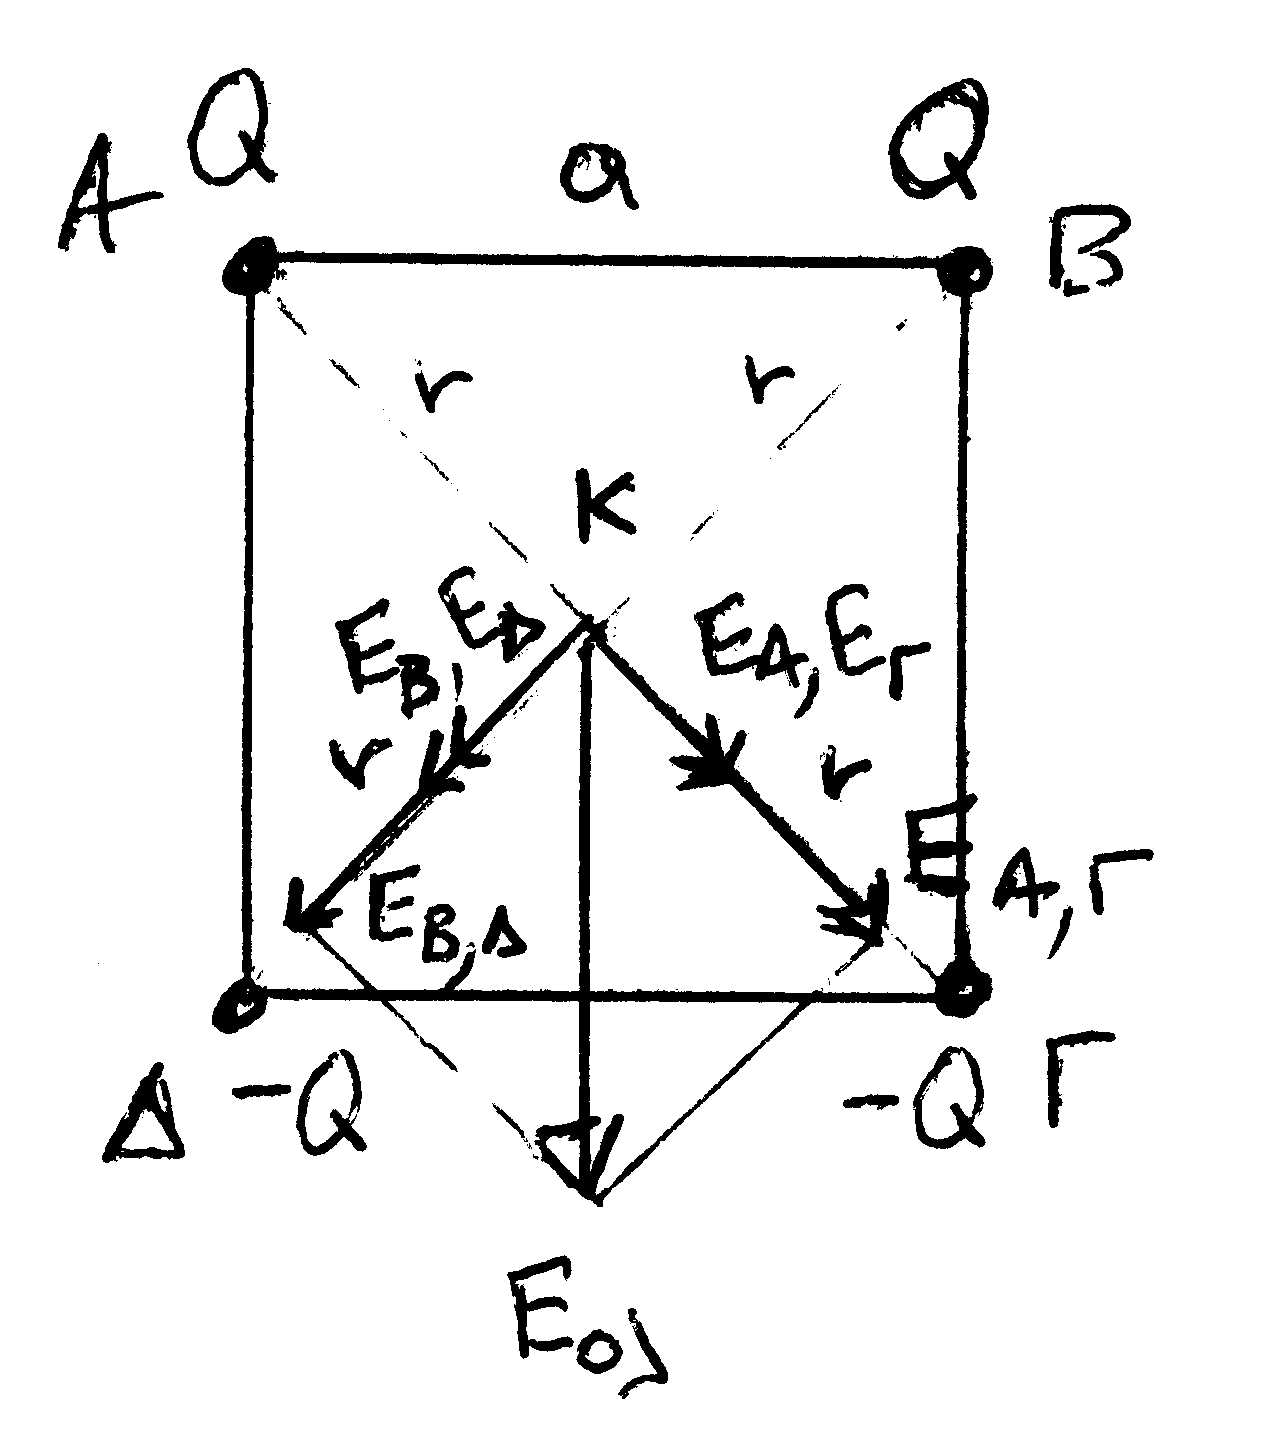 Q a Q
A B
r r
K
E_B, E_Δ E_A, E_Γ
r r
E_B,Δ E_A,Γ
Δ -Q -Q Γ
E_ολ